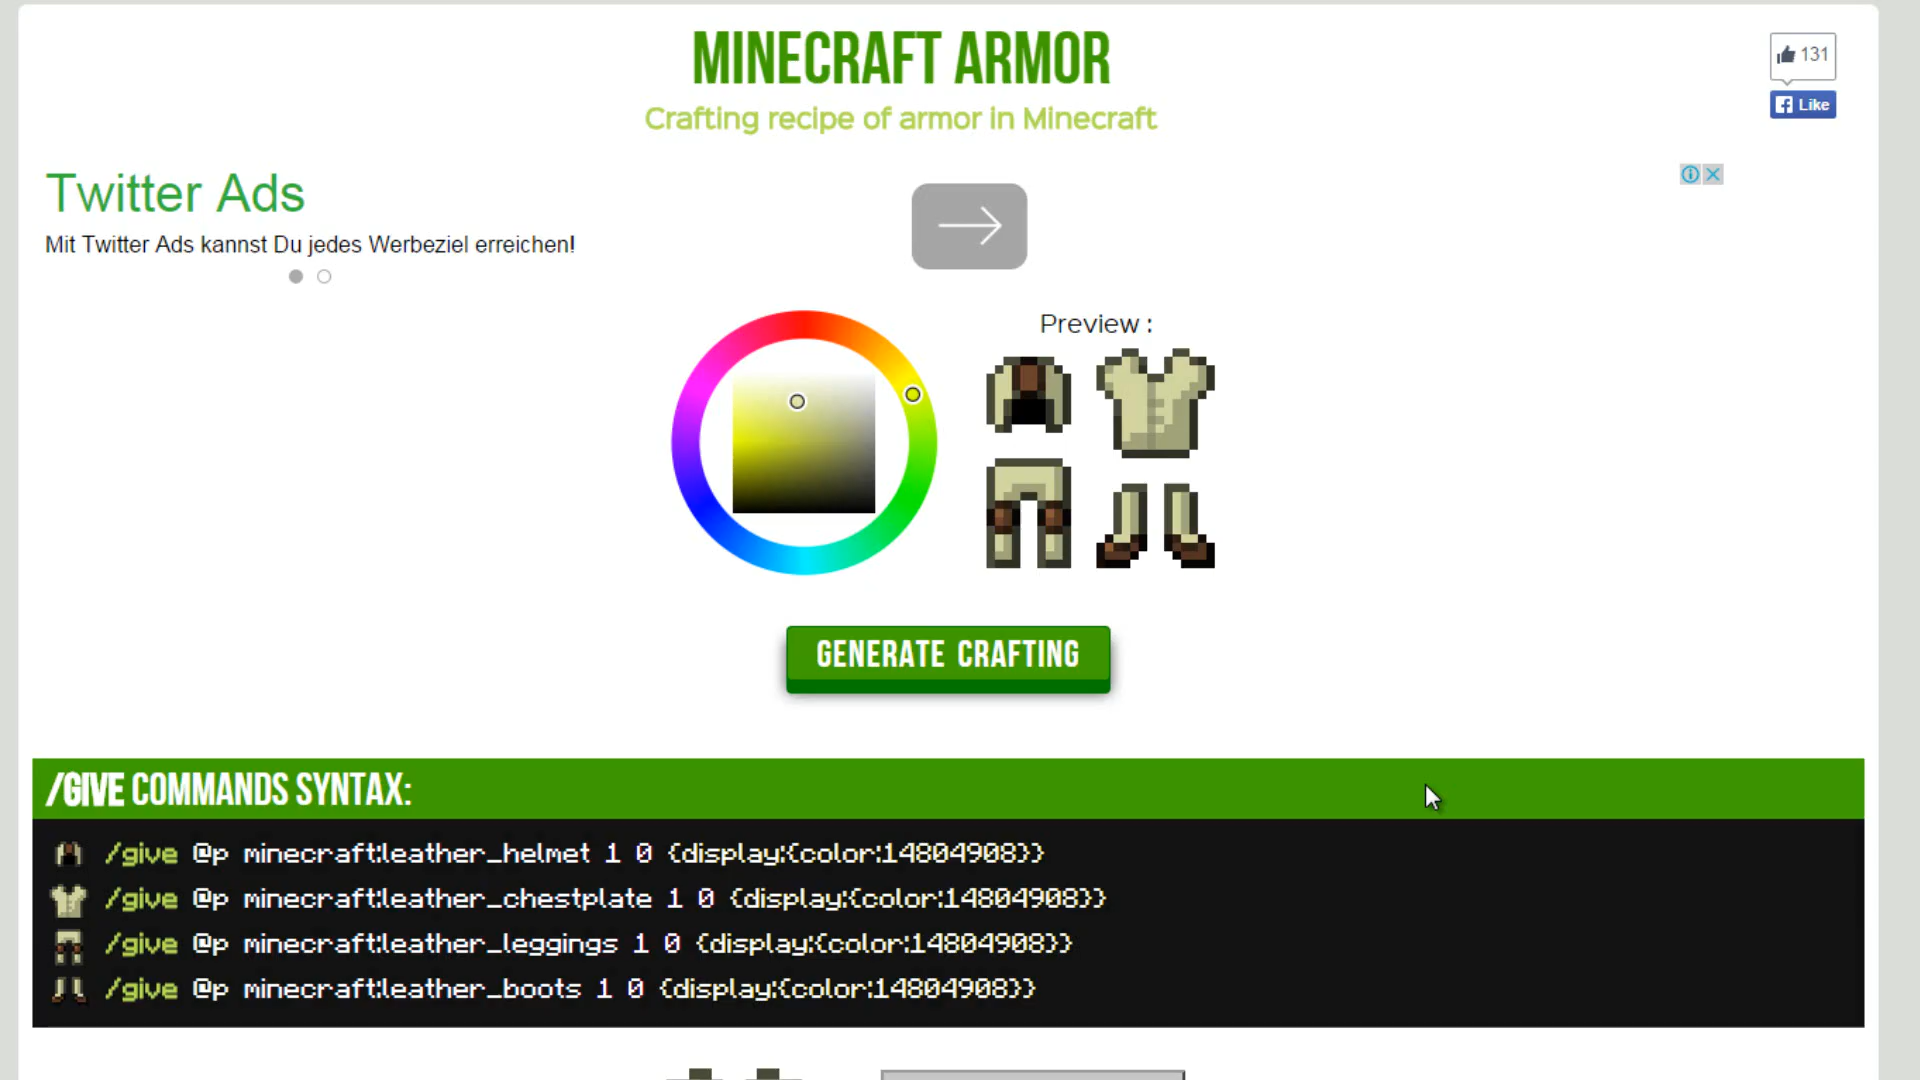 MINECRAFT ARMOR
Crafting recipe of armor in Minecraft
131
Like
Twitter Ads
Mit Twitter Ads kannst Du jedes Werbeziel erreichen!
Preview :
GENERATE CRAFTING
/GIVE COMMANDS SYNTAX:
/give @p minecraft:leather_helmet 1 0 {display:{color:14804908}}
/give @p minecraft:leather_chestplate 1 0 {display:{color:14804908}}
/give @p minecraft:leather_leggings 1 0 {display:{color:14804908}}
/give @p minecraft:leather_boots 1 0 {display:{color:14804908}}